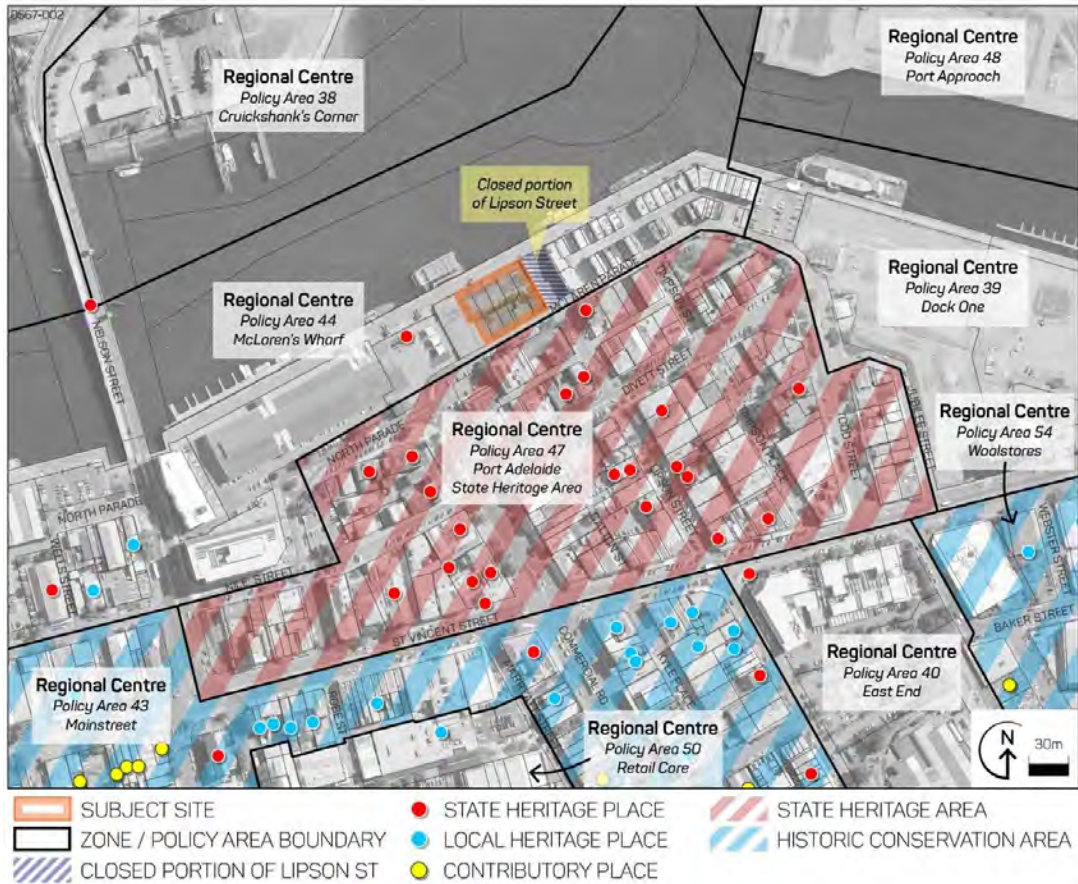 0567-002
Regional Centre
Policy Area 38
Cruickshank's Corner
Regional Centre
Policy Area 48
Port Approach
Closed portion
of Lipson Street
Regional Centre
Policy Area 44
McLaren's Wharf
Regional Centre
Policy Area 39
Dock One
NELSON STREET
McLAREN PARADE
DIVETT STREET
NORTH PARADE
Regional Centre
Policy Area 47
Port Adelaide
State Heritage Area
LIPSON STREET
TODD STREET
JUBILEE STREET
Regional Centre
Policy Area 54
Woolstores
NORTH PARADE
WEBSTER STREET
ST VINCENT STREET
BAKER STREET
COMMERCIAL RD
Regional Centre
Policy Area 43
Mainstreet
Regional Centre
Policy Area 40
East End
Regional Centre
Policy Area 50
Retail Core
N
30m
SUBJECT SITE
STATE HERITAGE PLACE
STATE HERITAGE AREA
ZONE / POLICY AREA BOUNDARY
LOCAL HERITAGE PLACE
HISTORIC CONSERVATION AREA
CLOSED PORTION OF LIPSON ST
CONTRIBUTORY PLACE